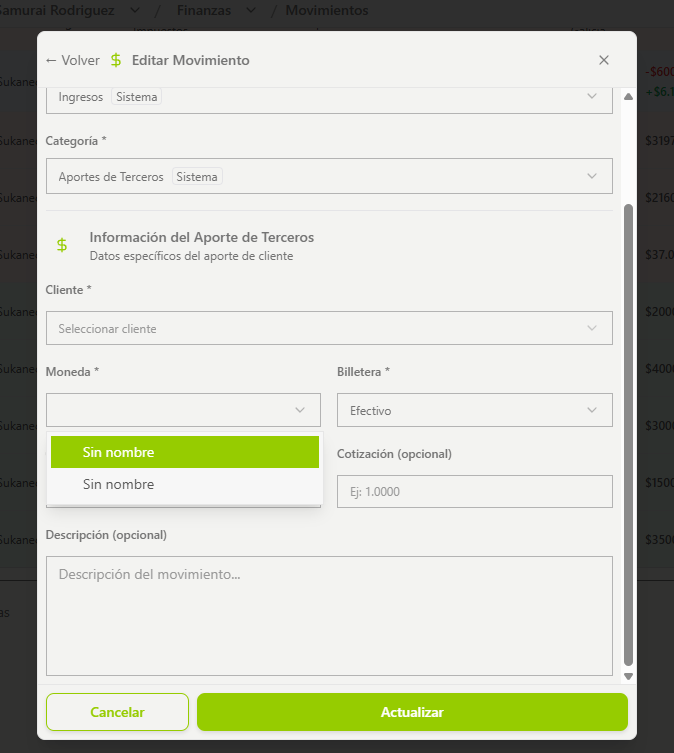 Samurai Rodriguez / Finanzas / Movimientos
← Volver $ Editar Movimiento
Sukane
-$600
+$6.1
Ingresos Sistema
Categoría *
Sukane
$3197
Aportes de Terceros Sistema
Sukane
$2160
$ Información del Aporte de Terceros
Datos específicos del aporte de cliente
Sukane
$37.0
Cliente *
Sukane
$2000
Seleccionar cliente
Moneda *
Billetera *
Sukane
$4000
Efectivo
Sukane
$3000
Sin nombre
Cotización (opcional)
Sin nombre
Sukane
$1500
Ej: 1.0000
Descripción (opcional)
Sukane
$3500
Descripción del movimiento...
as
Cancelar
Actualizar